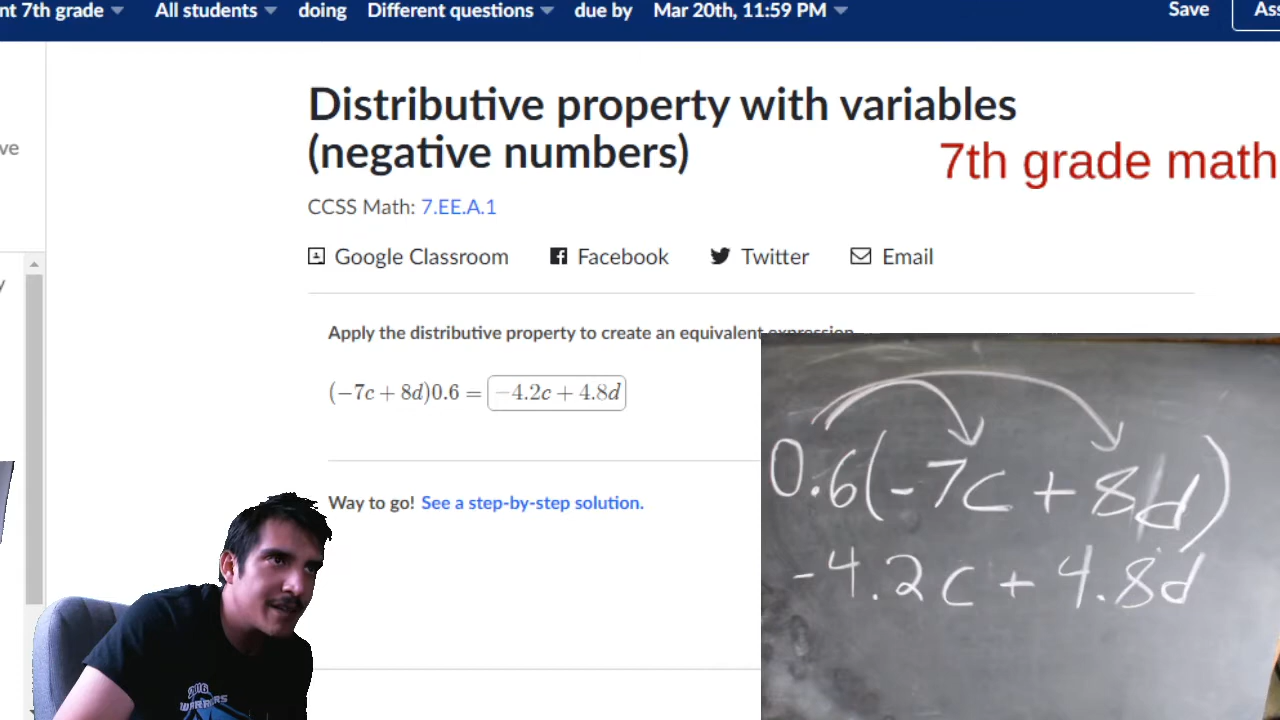 nt 7th grade All students doing Different questions due by Mar 20th, 11:59 PM Save Ass
Distributive property with variables
(negative numbers)
7th grade math
ve
CCSS Math: 7.EE.A.1
Google Classroom Facebook Twitter Email
y
Apply the distributive property to create an equivalent expression.
(−7c + 8d)0.6 = −4.2c + 4.8d
Way to go! See a step-by-step solution.
0.6(-7c + 8d)
-4.2c + 4.8d
WARRIORS